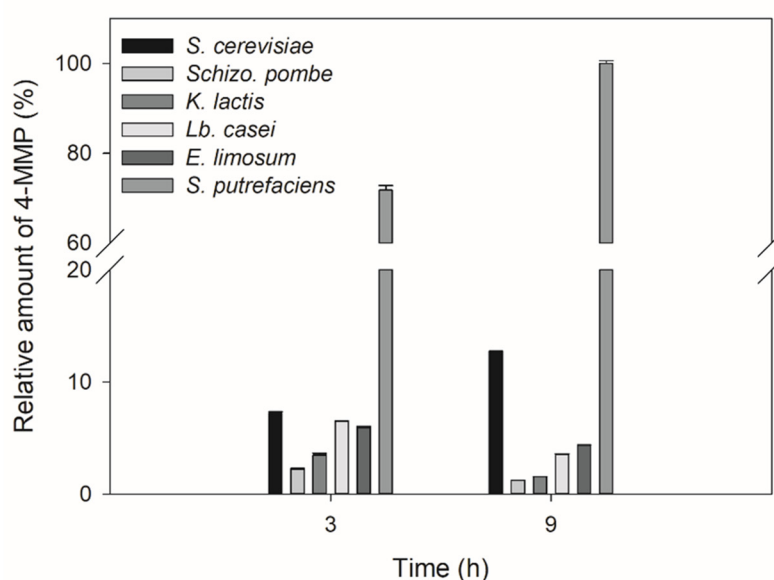 Relative amount of 4-MMP (%)
100
80
60
20
10
0
S. cerevisiae
Schizo. pombe
K. lactis
Lb. casei
E. limosum
S. putrefaciens
3
9
Time (h)